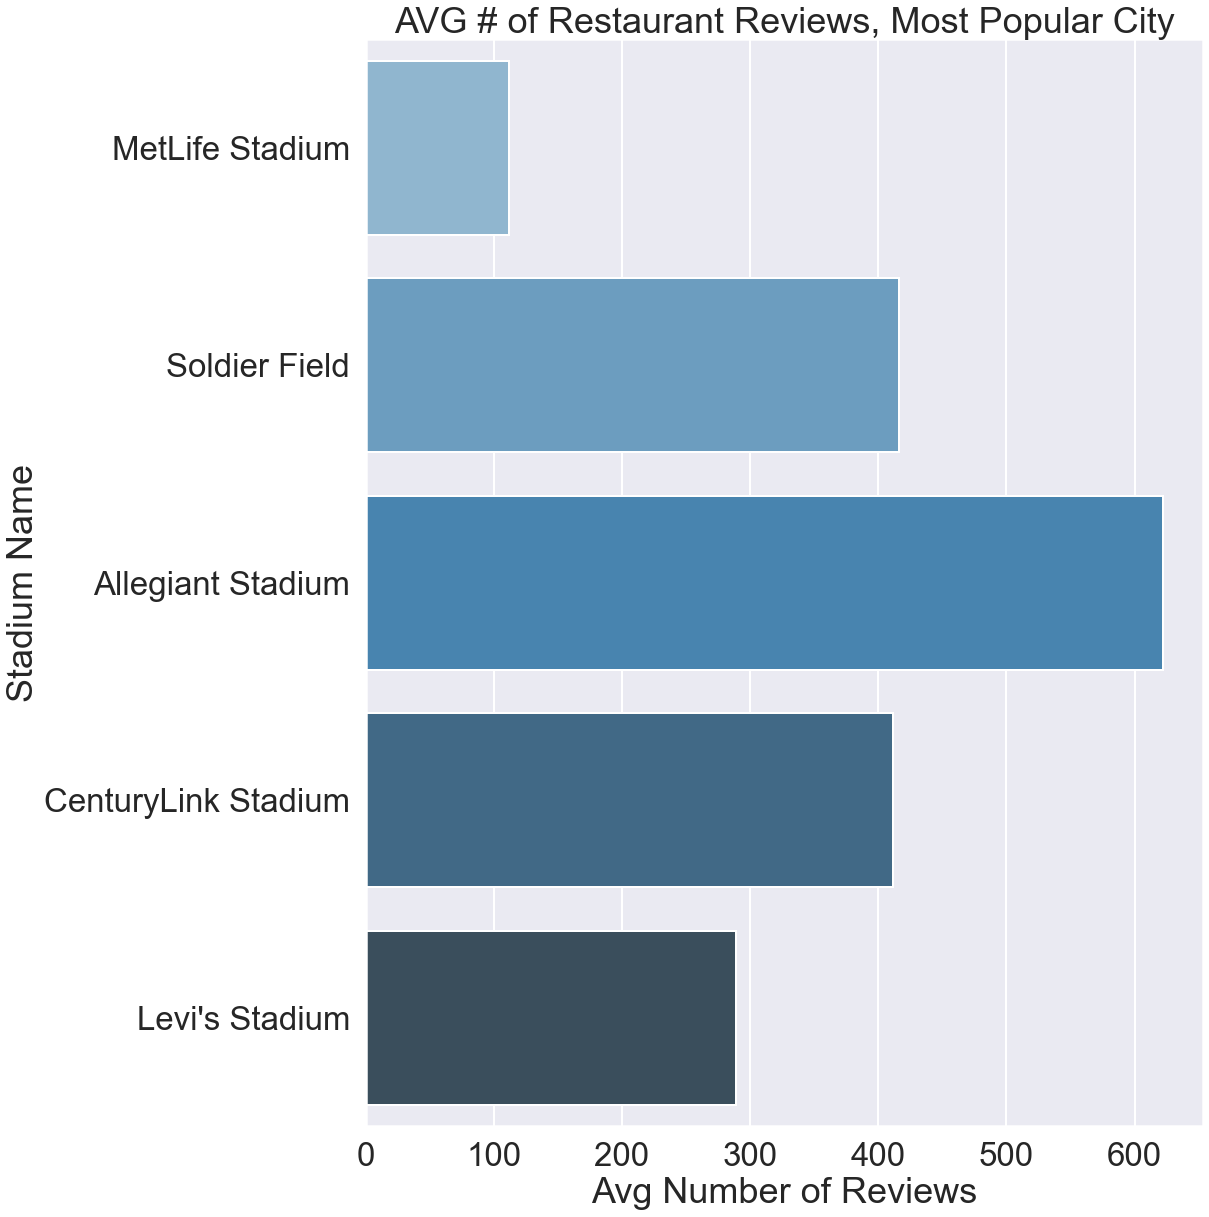 AVG # of Restaurant Reviews, Most Popular City
Stadium Name
MetLife Stadium
Soldier Field
Allegiant Stadium
CenturyLink Stadium
Levi's Stadium
0 100 200 300 400 500 600
Avg Number of Reviews